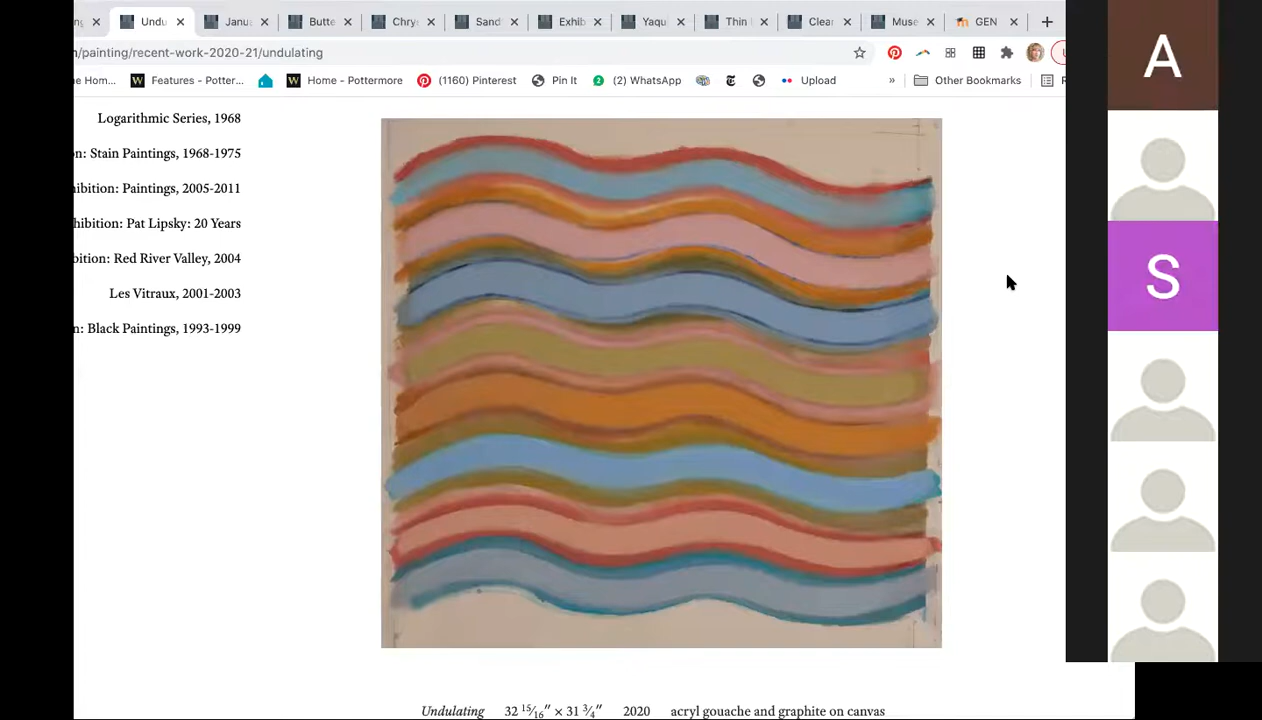 Undu Janu Butte Chry Sand Exhib Yaqu Thin Clear Muse GEN
/painting/recent-work-2020-21/undulating
ne Hom... Features - Potter... Home - Pottermore (1160) Pinterest Pin It (2) WhatsApp Upload » Other Bookmarks
A
Logarithmic Series, 1968
on: Stain Paintings, 1968-1975
hibition: Paintings, 2005-2011
hibition: Pat Lipsky: 20 Years
bition: Red River Valley, 2004
S
Les Vitraux, 2001-2003
n: Black Paintings, 1993-1999
Undulating 32 15/16″ × 31 3/4″ 2020 acryl gouache and graphite on canvas